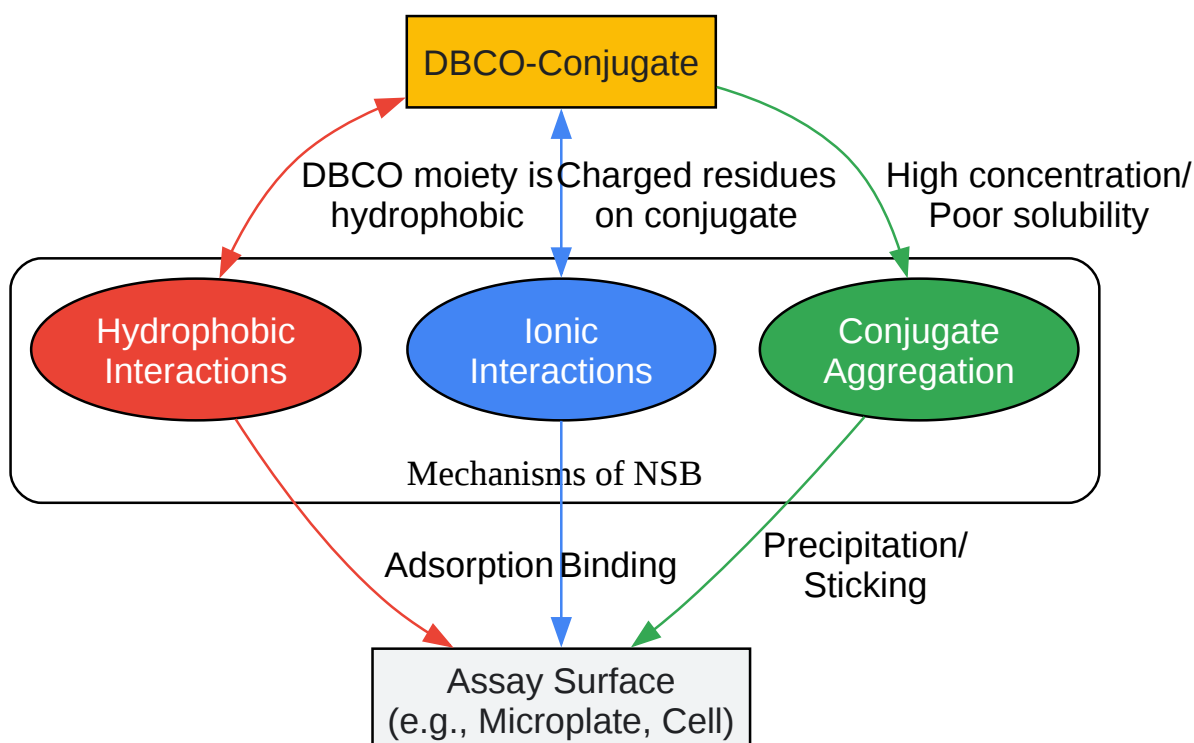 DBCO-Conjugate
DBCO moiety is
hydrophobic
Charged residues
on conjugate
High concentration/
Poor solubility
Hydrophobic
Interactions
Ionic
Interactions
Conjugate
Aggregation
Mechanisms of NSB
Adsorption
Binding
Precipitation/
Sticking
Assay Surface
(e.g., Microplate, Cell)